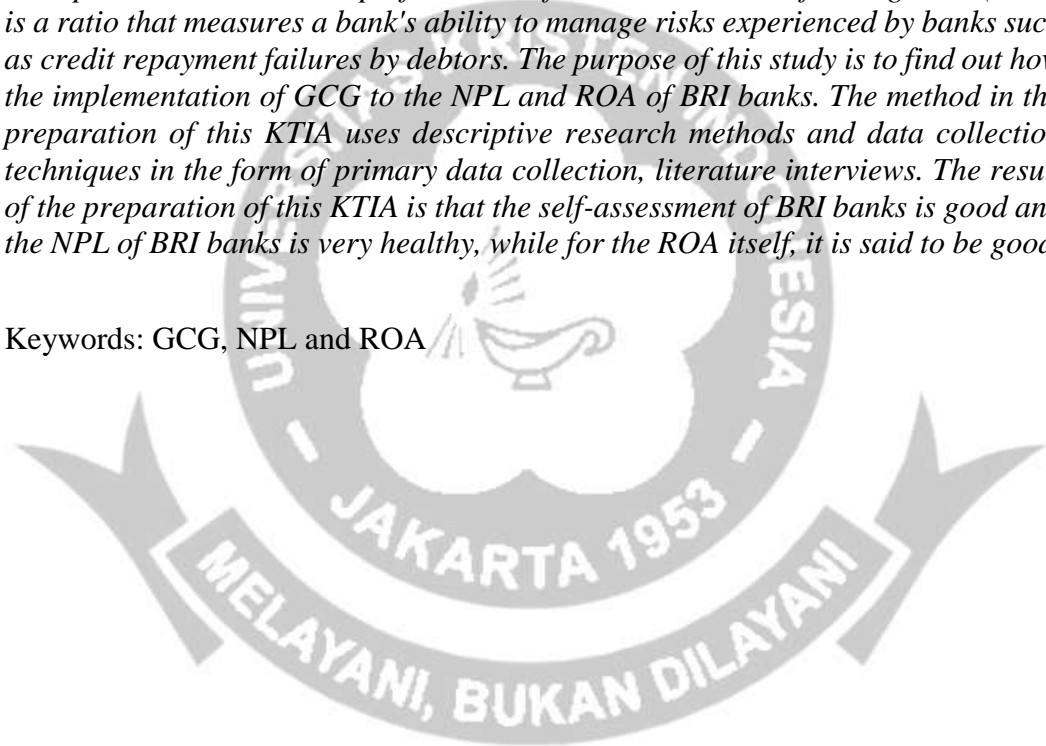 is a ratio that measures a bank's ability to manage risks experienced by banks such
as credit repayment failures by debtors. The purpose of this study is to find out how
the implementation of GCG to the NPL and ROA of BRI banks. The method in the
preparation of this KTIA uses descriptive research methods and data collection
techniques in the form of primary data collection, literature interviews. The result
of the preparation of this KTIA is that the self-assessment of BRI banks is good and
the NPL of BRI banks is very healthy, while for the ROA itself, it is said to be good.
Keywords: GCG, NPL and ROA
UNIVERSITAS KRISTEN INDONESIA
JAKARTA 1953
MELAYANI, BUKAN DILAYANI